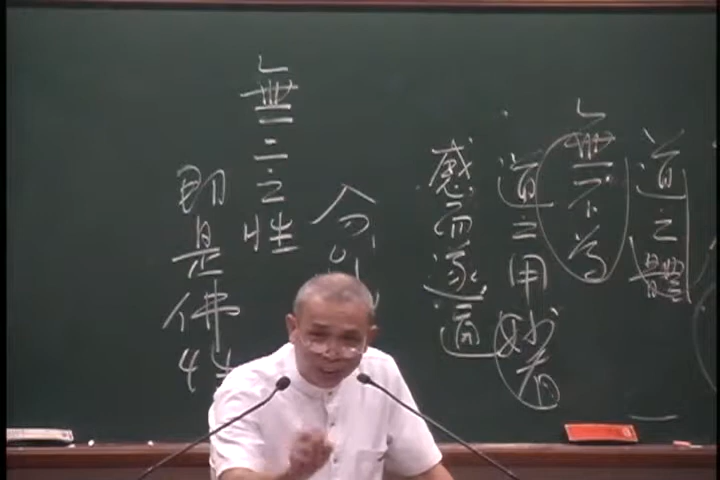 道之體
無不為
道之用妙有
感而遂通
合
無二之性
即是佛性